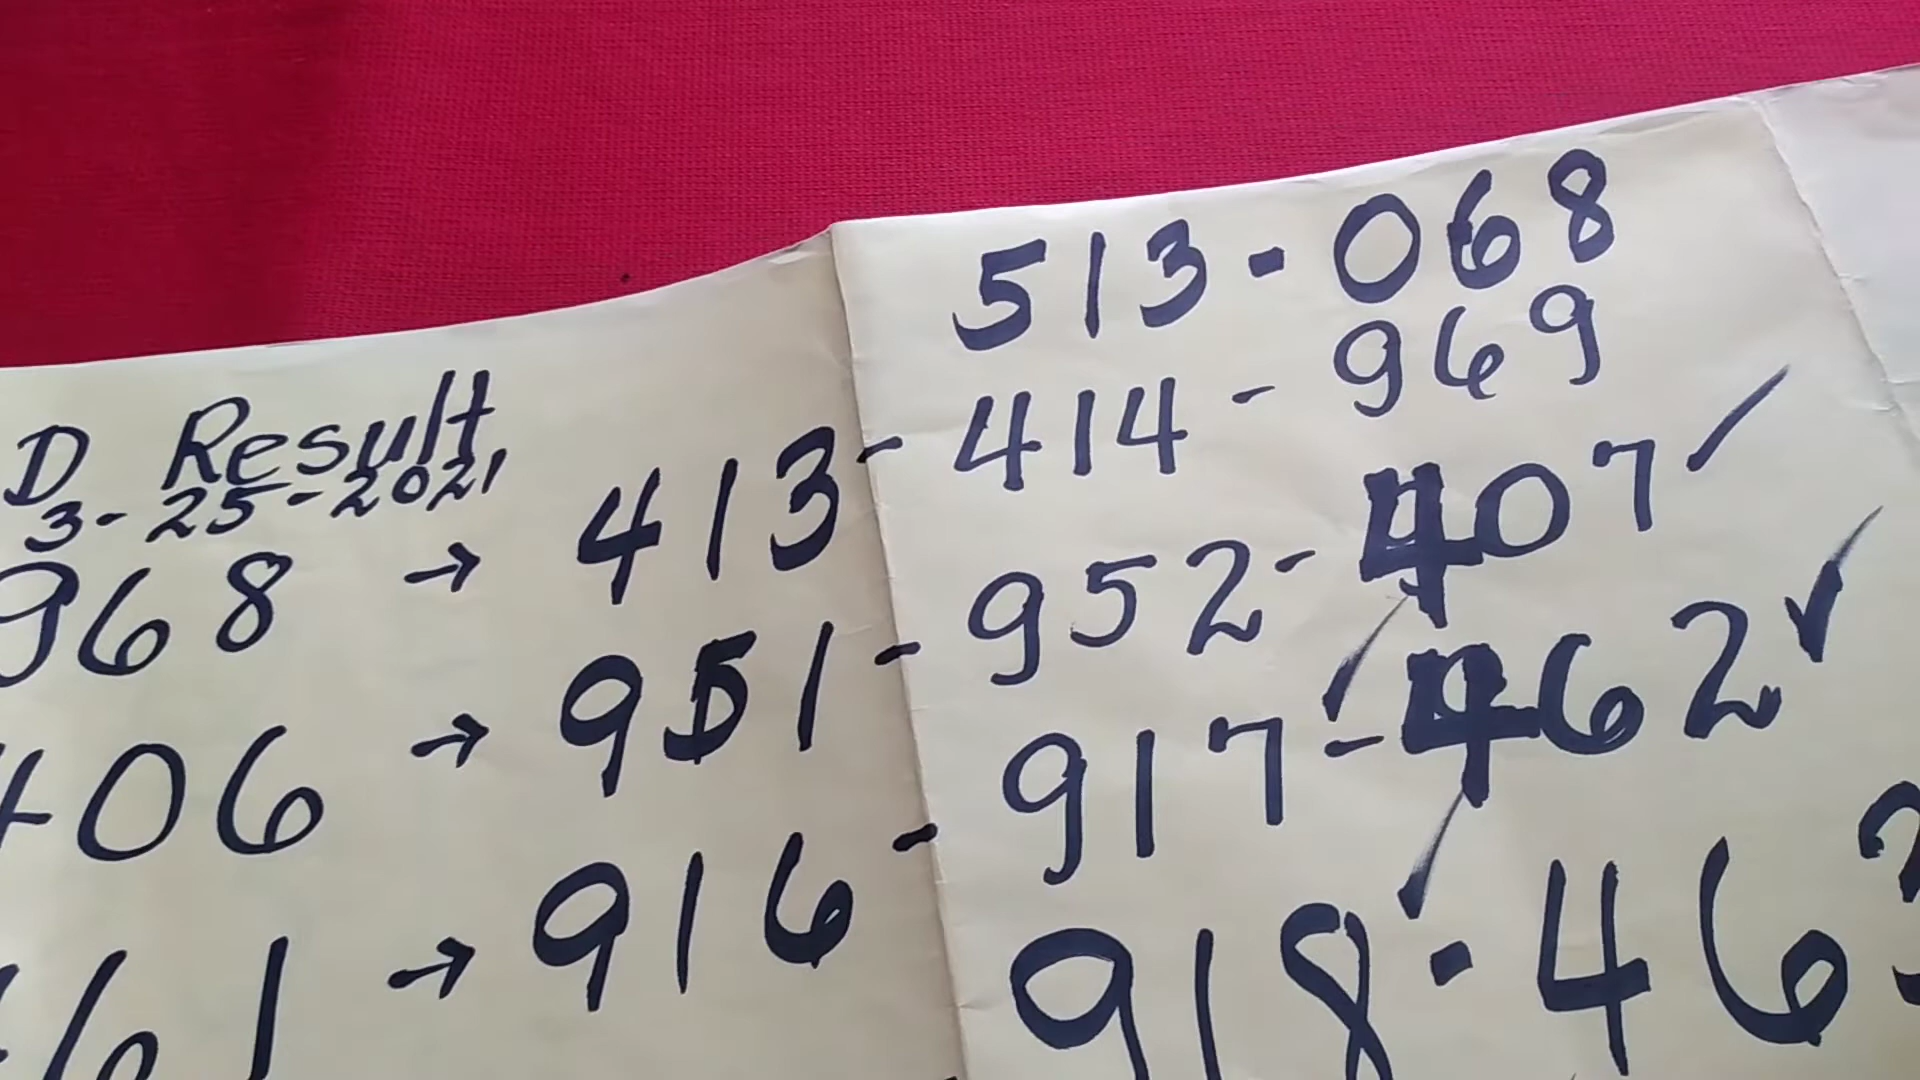 D Result
3-25-2021
968 → 413-
406 → 951-
461 → 916-
513-068
414-969
952-407
917-462
918-463